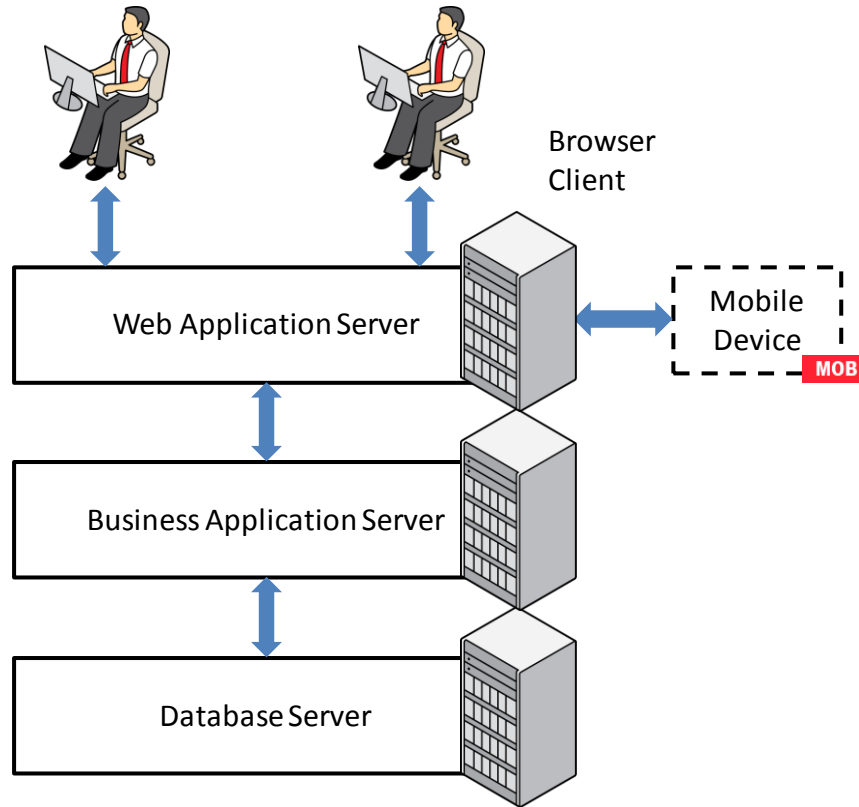 Browser
Client
Web Application Server
Mobile
Device
MOB
Business Application Server
Database Server